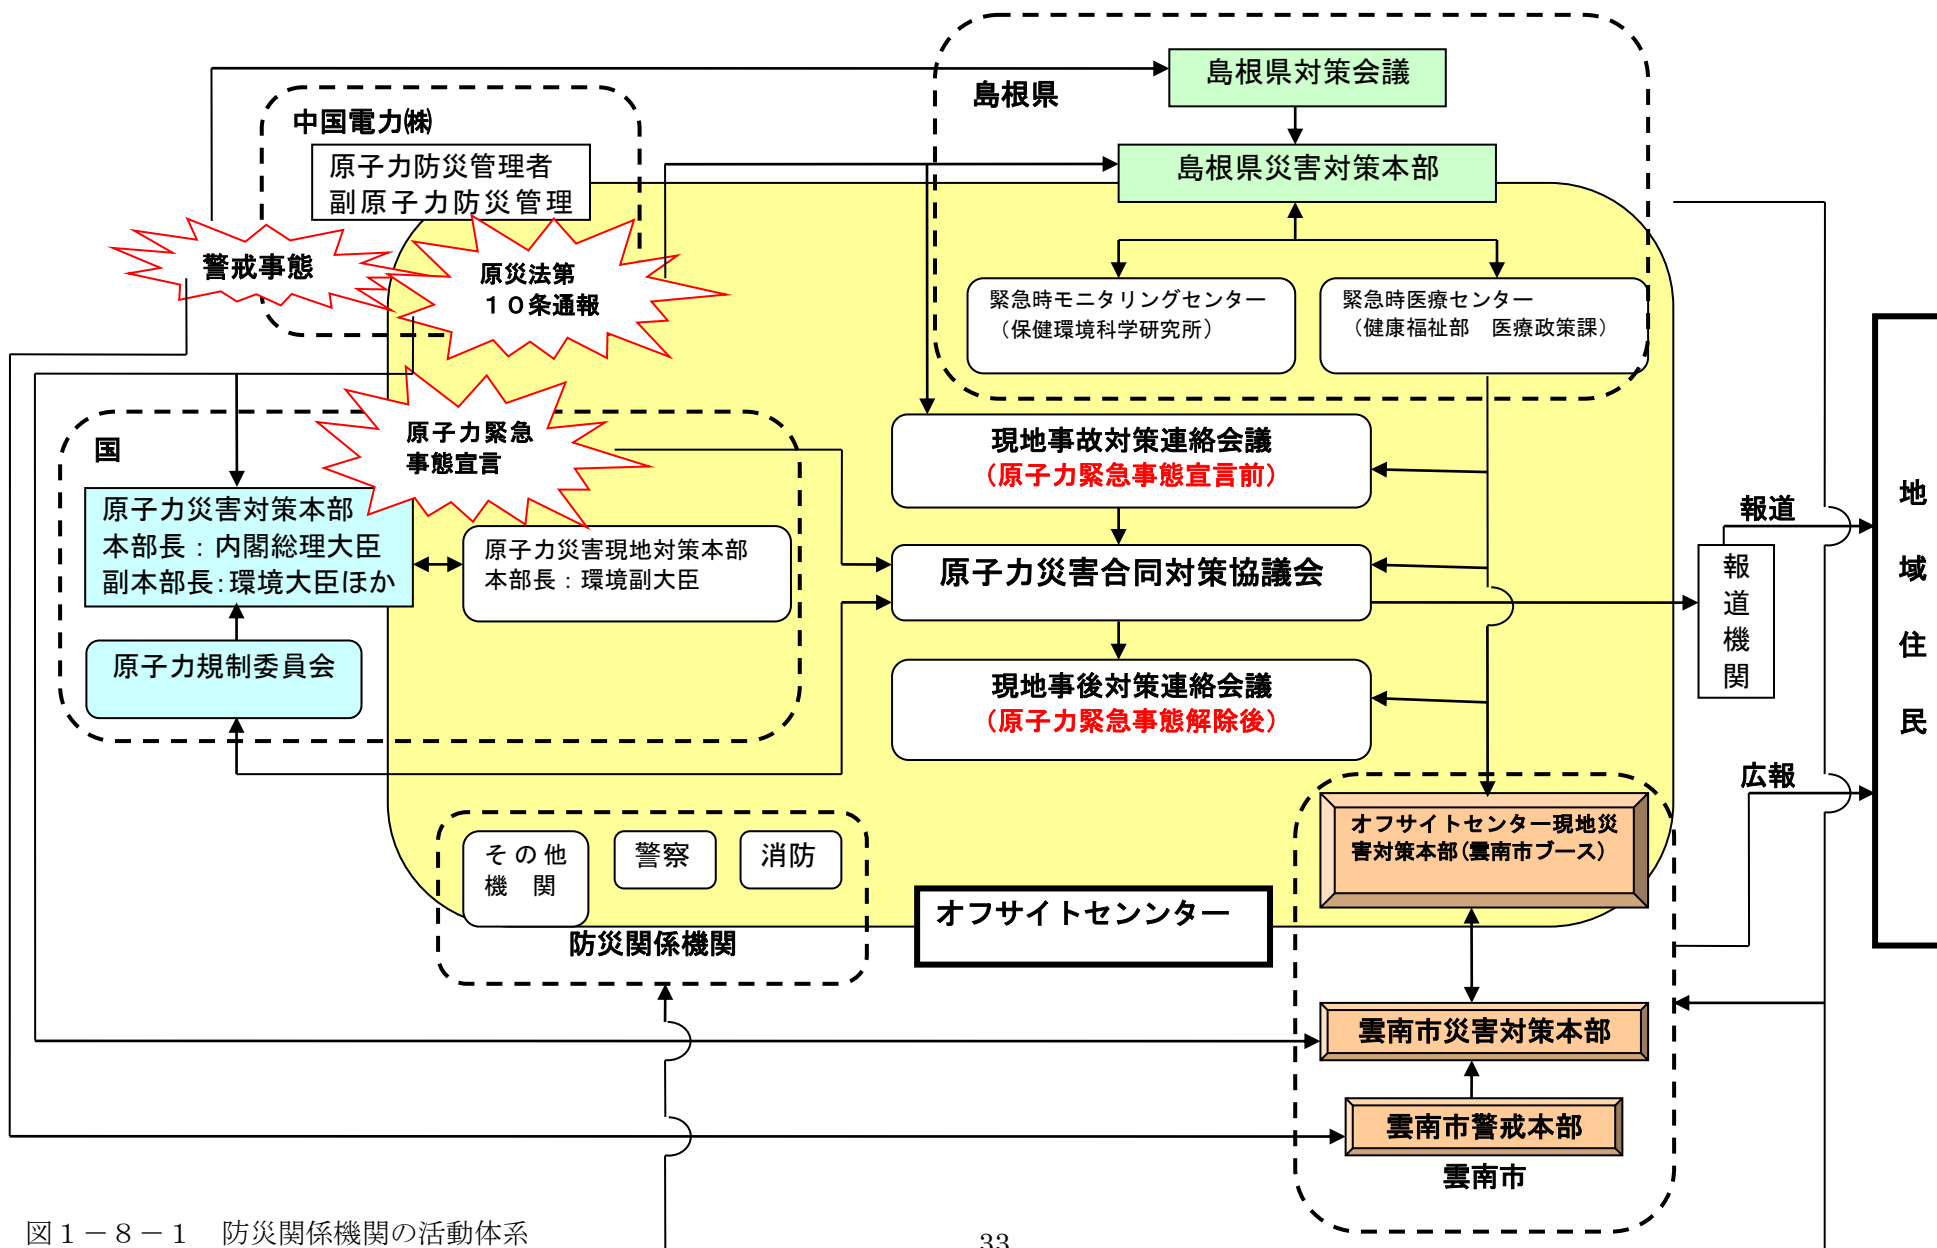 島根県対策会議
島根県
中国電力㈱
原子力防災管理者
副原子力防災管理
島根県災害対策本部
警戒事態
原災法第
１０条通報
緊急時モニタリングセンター
（保健環境科学研究所）
緊急時医療センター
（健康福祉部　医療政策課）
原子力緊急
事態宣言
国
現地事故対策連絡会議
（原子力緊急事態宣言前）
原子力災害対策本部
本部長：内閣総理大臣
副本部長：環境大臣ほか
原子力災害現地対策本部
本部長：環境副大臣
原子力災害合同対策協議会
原子力規制委員会
現地事後対策連絡会議
（原子力緊急事態解除後）
報道
報
道
機
関
地
域
住
民
広報
オフサイトセンター現地災
害対策本部（雲南市ブース）
その他
機　関
警察
消防
防災関係機関
オフサイトセンンター
雲南市災害対策本部
雲南市警戒本部
雲南市
図１－８－１　防災関係機関の活動体系
33